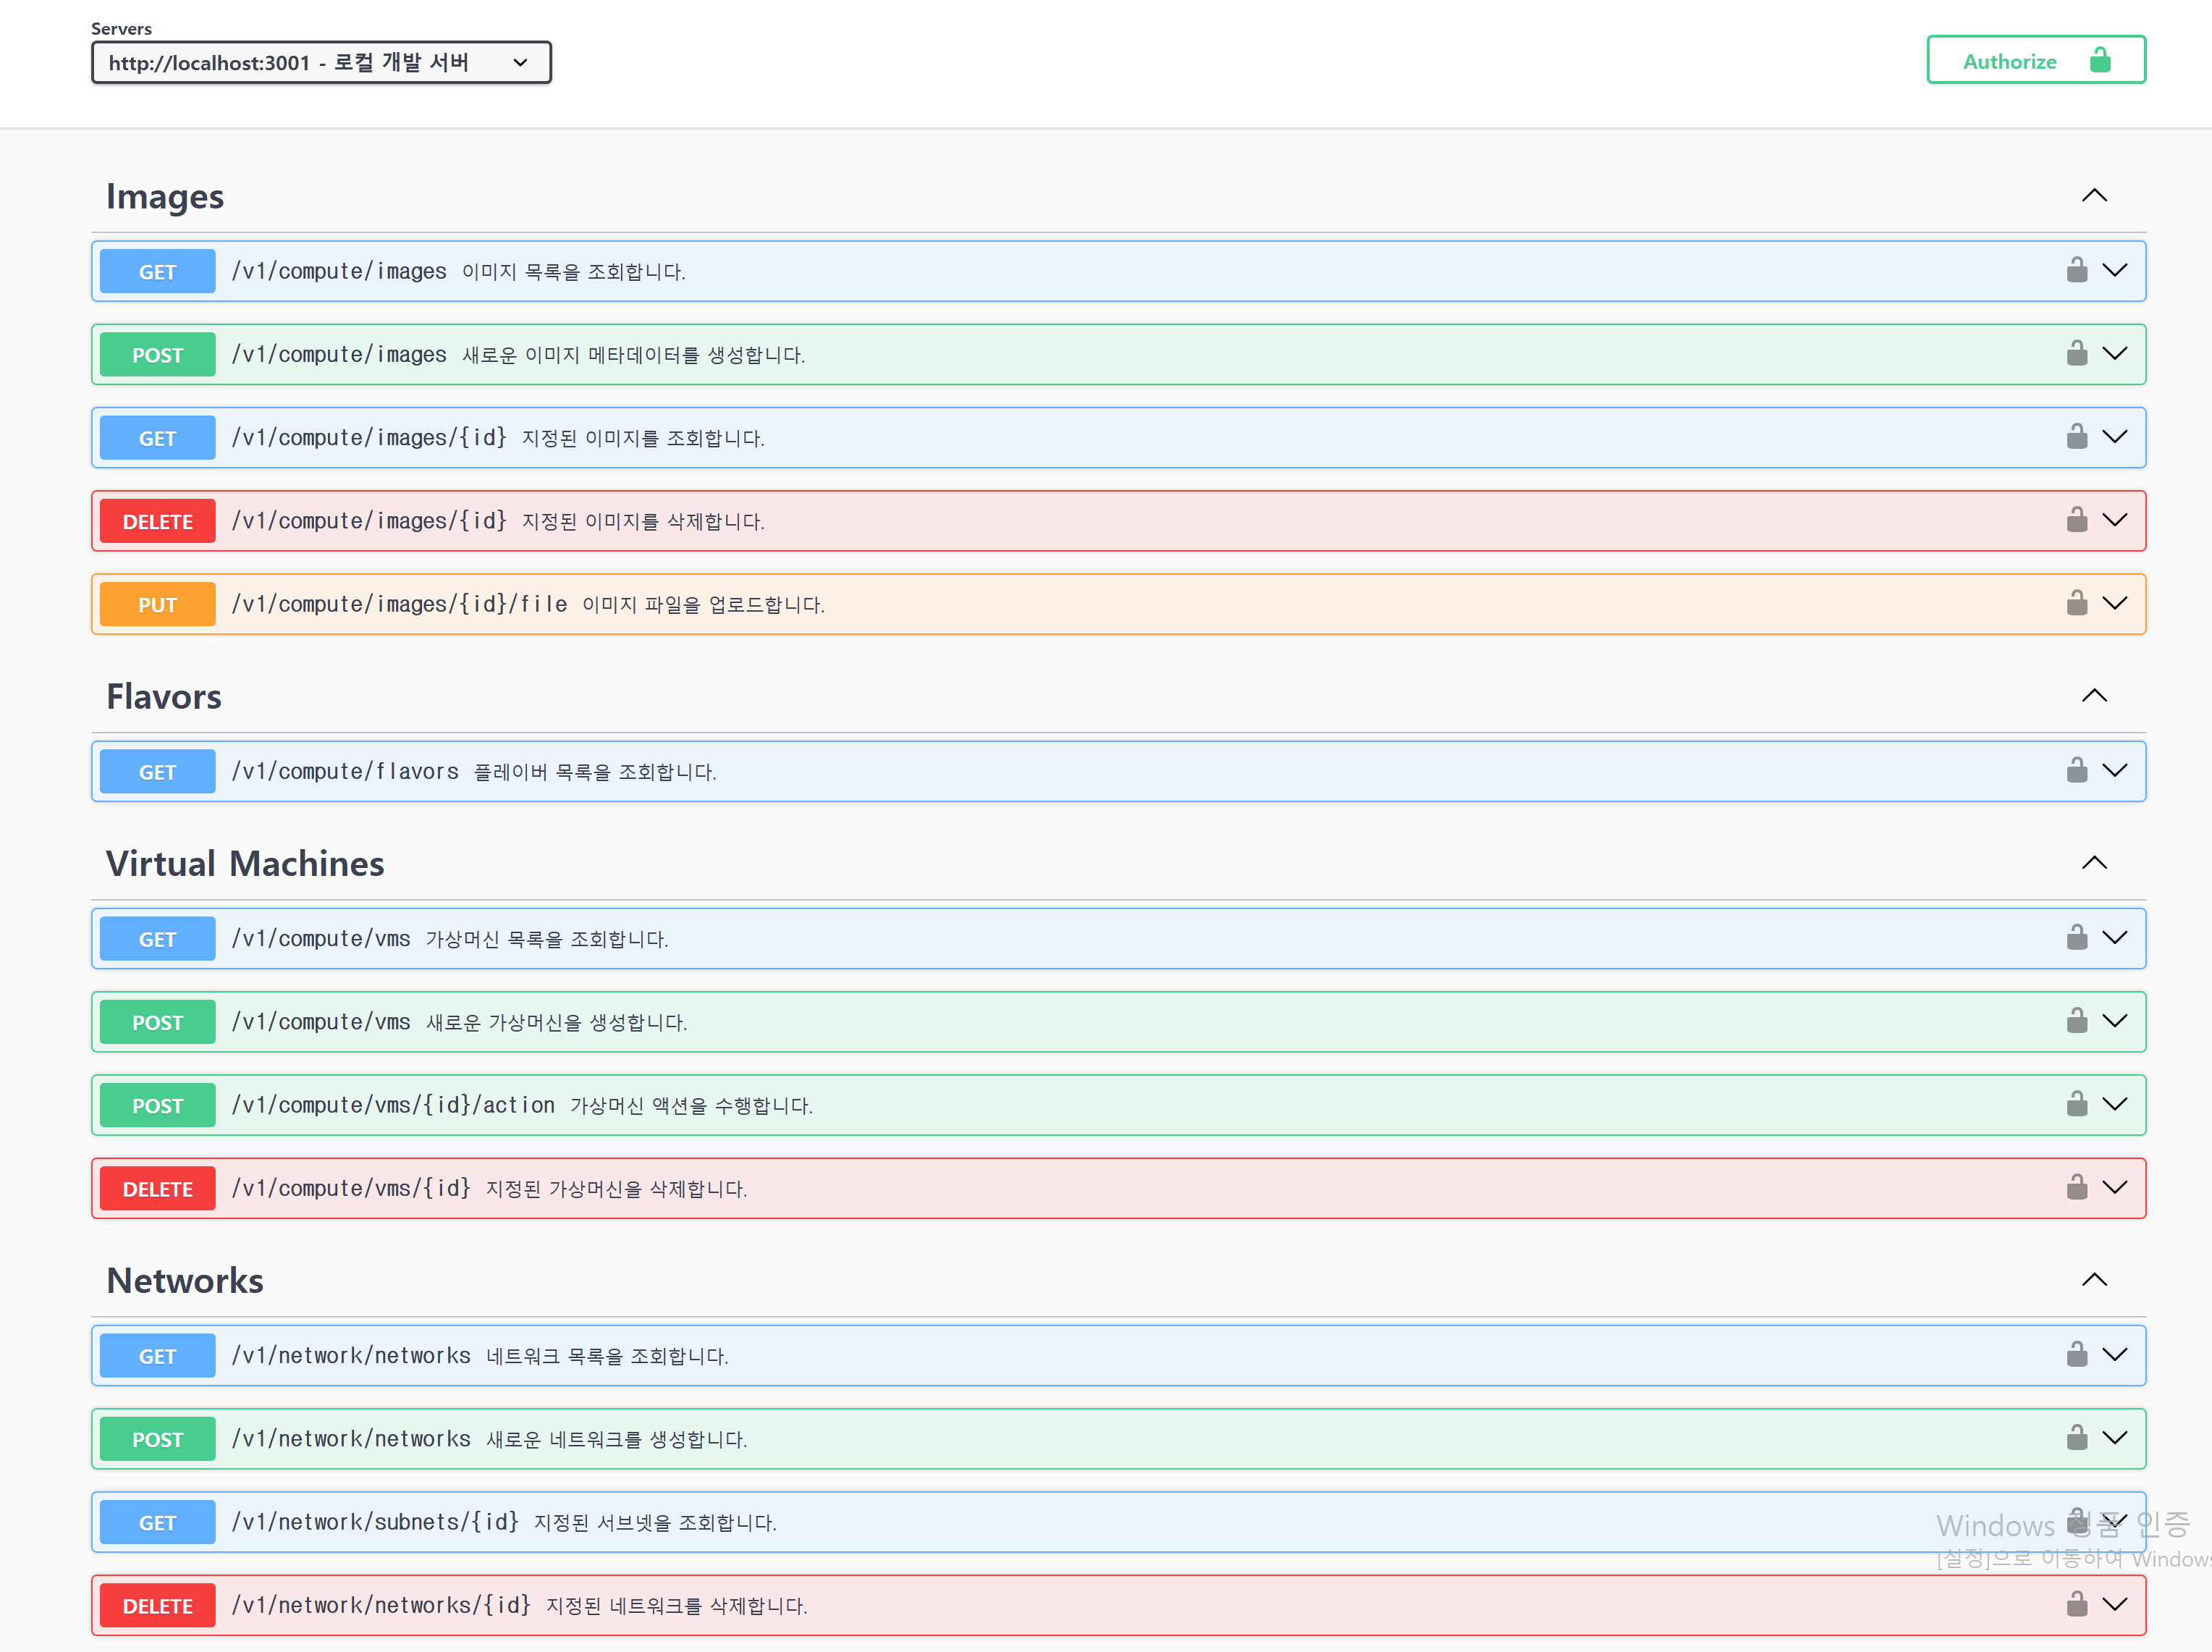 Servers
http://localhost:3001 - 로컬 개발 서버
Authorize
Images
GET /v1/compute/images 이미지 목록을 조회합니다.
POST /v1/compute/images 새로운 이미지 메타데이터를 생성합니다.
GET /v1/compute/images/{id} 지정된 이미지를 조회합니다.
DELETE /v1/compute/images/{id} 지정된 이미지를 삭제합니다.
PUT /v1/compute/images/{id}/file 이미지 파일을 업로드합니다.
Flavors
GET /v1/compute/flavors 플레이버 목록을 조회합니다.
Virtual Machines
GET /v1/compute/vms 가상머신 목록을 조회합니다.
POST /v1/compute/vms 새로운 가상머신을 생성합니다.
POST /v1/compute/vms/{id}/action 가상머신 액션을 수행합니다.
DELETE /v1/compute/vms/{id} 지정된 가상머신을 삭제합니다.
Networks
GET /v1/network/networks 네트워크 목록을 조회합니다.
POST /v1/network/networks 새로운 네트워크를 생성합니다.
GET /v1/network/subnets/{id} 지정된 서브넷을 조회합니다.
Windows 정품 인증
[설정]으로 이동하여 Windows
DELETE /v1/network/networks/{id} 지정된 네트워크를 삭제합니다.